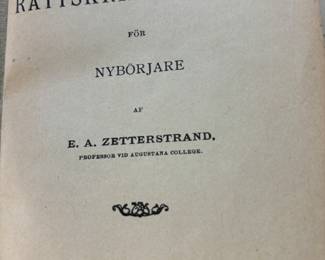 FÖR
NYBÖRJARE
AF
E. A. ZETTERSTRAND,
PROFESSOR VID AUGUSTANA COLLEGE.